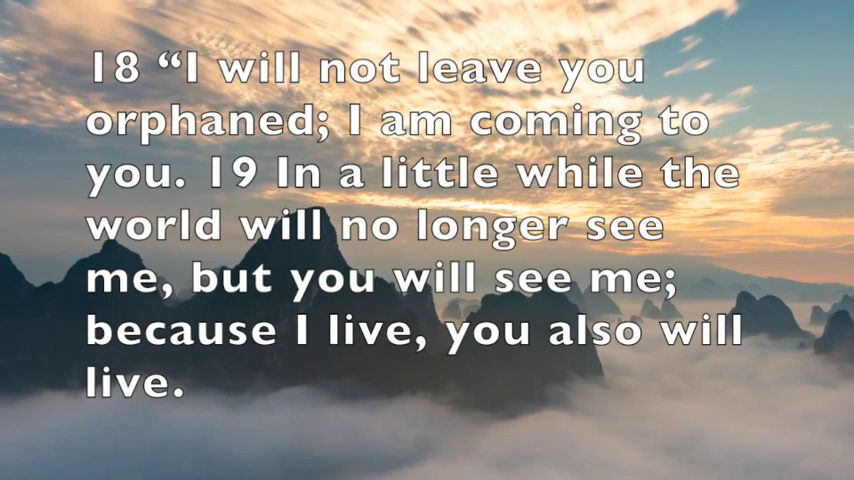 18 “I will not leave you
orphaned; I am coming to
you. 19 In a little while the
world will no longer see
me, but you will see me;
because I live, you also will
live.